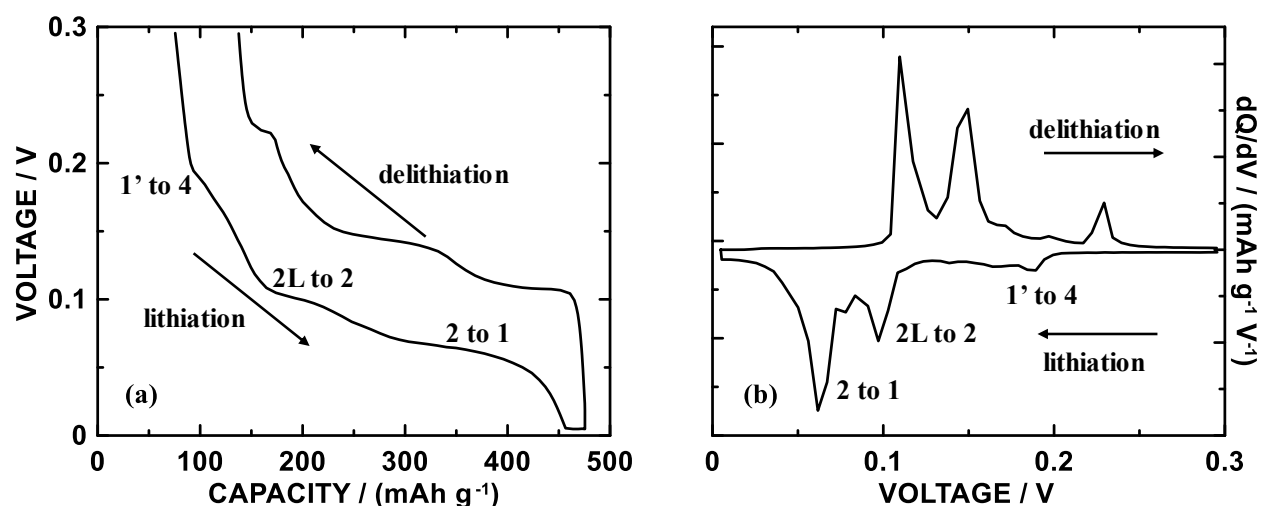 0.3
0.2
0.1
0
VOLTAGE / V
1’ to 4
2L to 2
2 to 1
delithiation
lithiation
(a)
0 100 200 300 400 500
CAPACITY / (mAh g-1)
delithiation
1’ to 4
2L to 2
2 to 1
lithiation
(b)
0 0.1 0.2 0.3
VOLTAGE / V
dQ/dV / (mAh g-1 V-1)